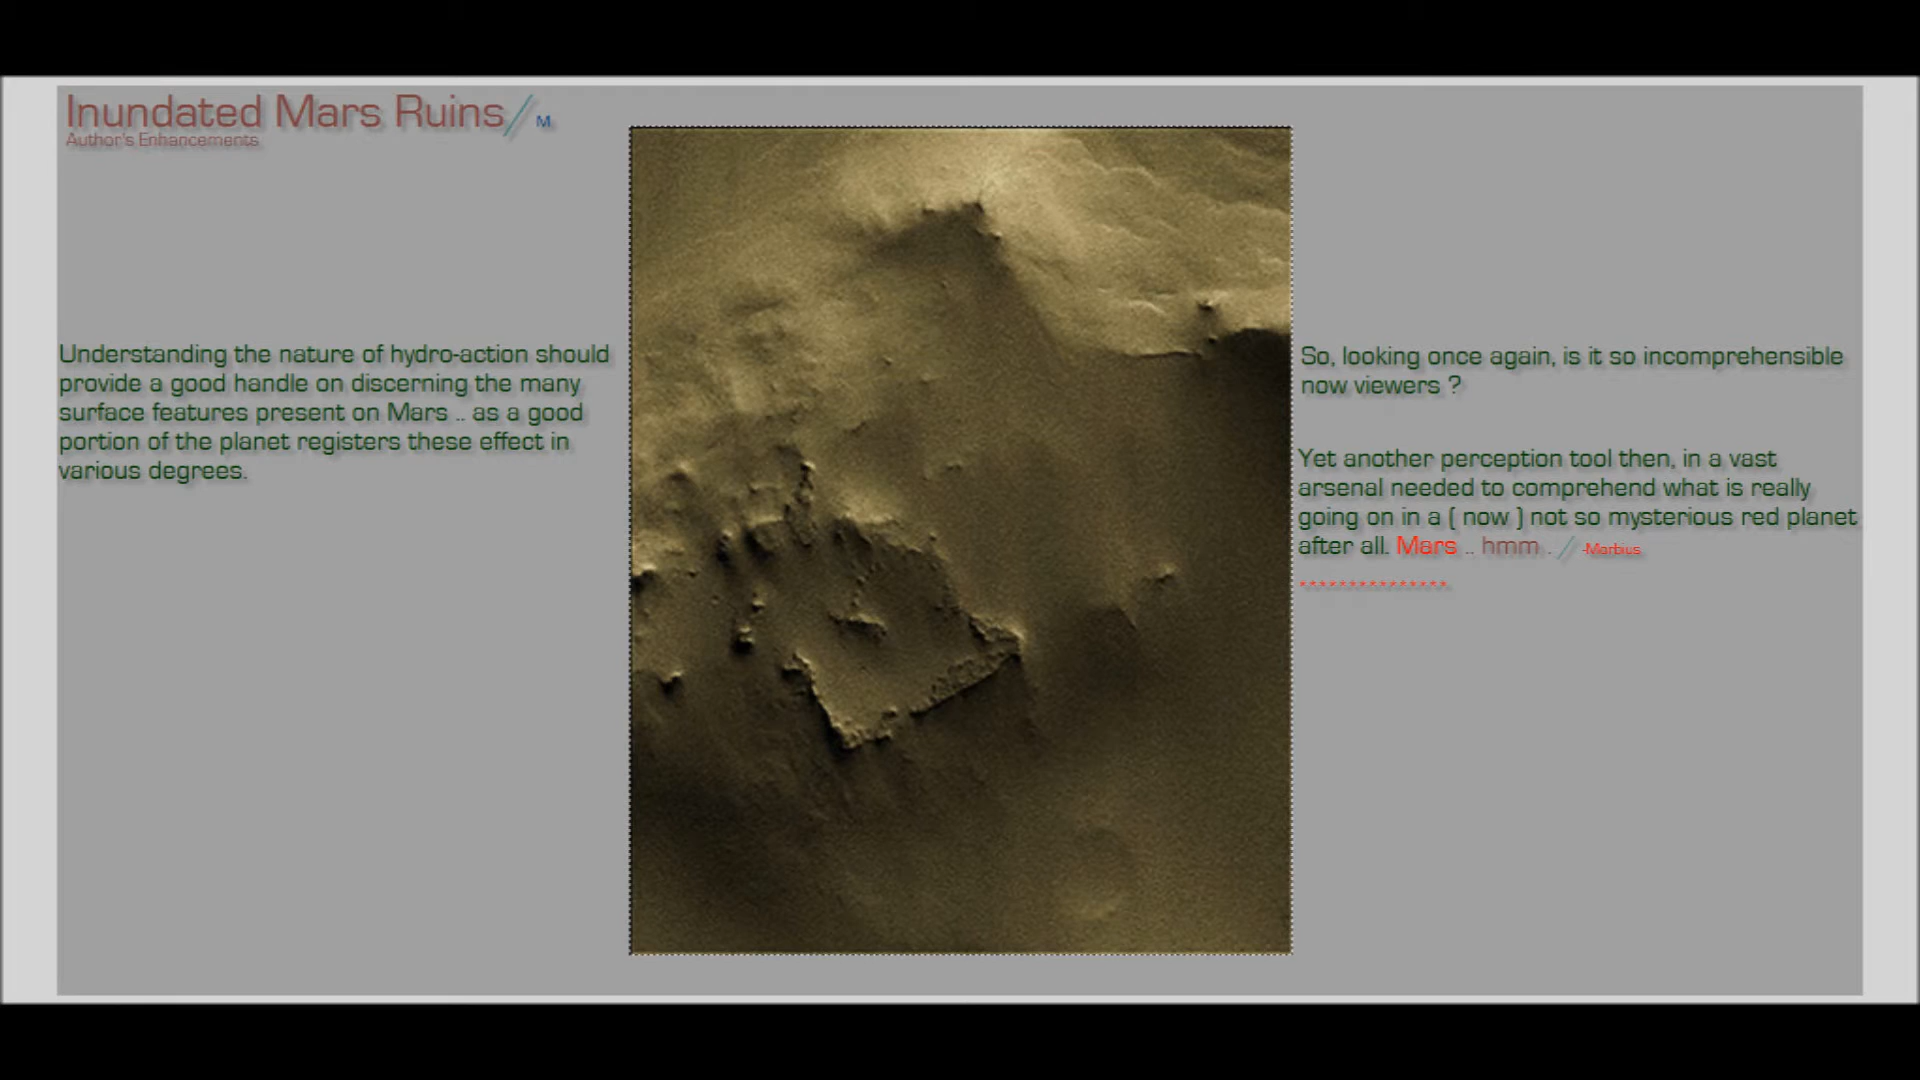 Inundated Mars Ruins/ M
Author's Enhancements
Understanding the nature of hydro-action should
provide a good handle on discerning the many
surface features present on Mars .. as a good
portion of the planet registers these effect in
various degrees.
So, looking once again, is it so incomprehensible
now viewers ?
Yet another perception tool then, in a vast
arsenal needed to comprehend what is really
going on in a ( now ) not so mysterious red planet
after all. Mars .. hmm . // -Marbius
***************